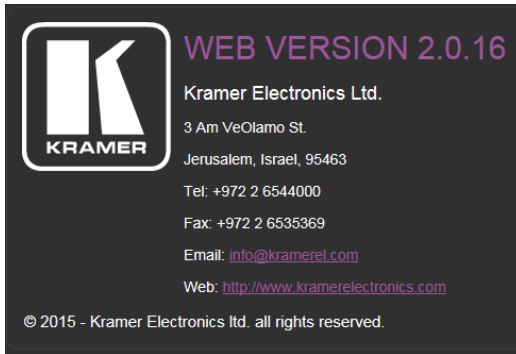 WEB VERSION 2.0.16
KRAMER
Kramer Electronics Ltd.
3 Am VeOlamo St.
Jerusalem, Israel, 95463
Tel: +972 2 6544000
Fax: +972 2 6535369
Email: info@kramerel.com
Web: http://www.kramerelectronics.com
© 2015 - Kramer Electronics ltd. all rights reserved.